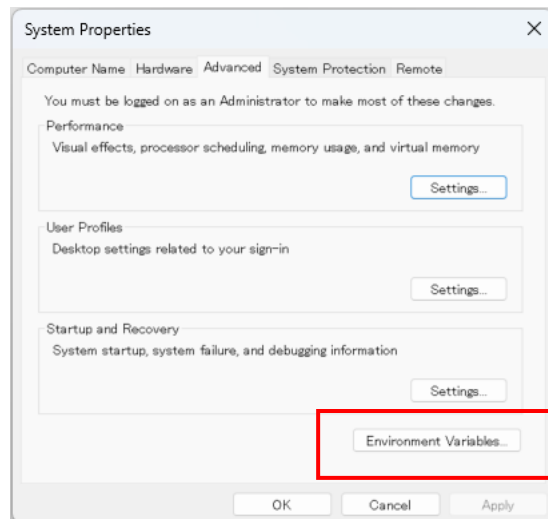 System Properties
Computer Name Hardware Advanced System Protection Remote
You must be logged on as an Administrator to make most of these changes.
Performance
Visual effects, processor scheduling, memory usage, and virtual memory
Settings...
User Profiles
Desktop settings related to your sign-in
Settings...
Startup and Recovery
System startup, system failure, and debugging information
Settings...
Environment Variables...
OK Cancel Apply